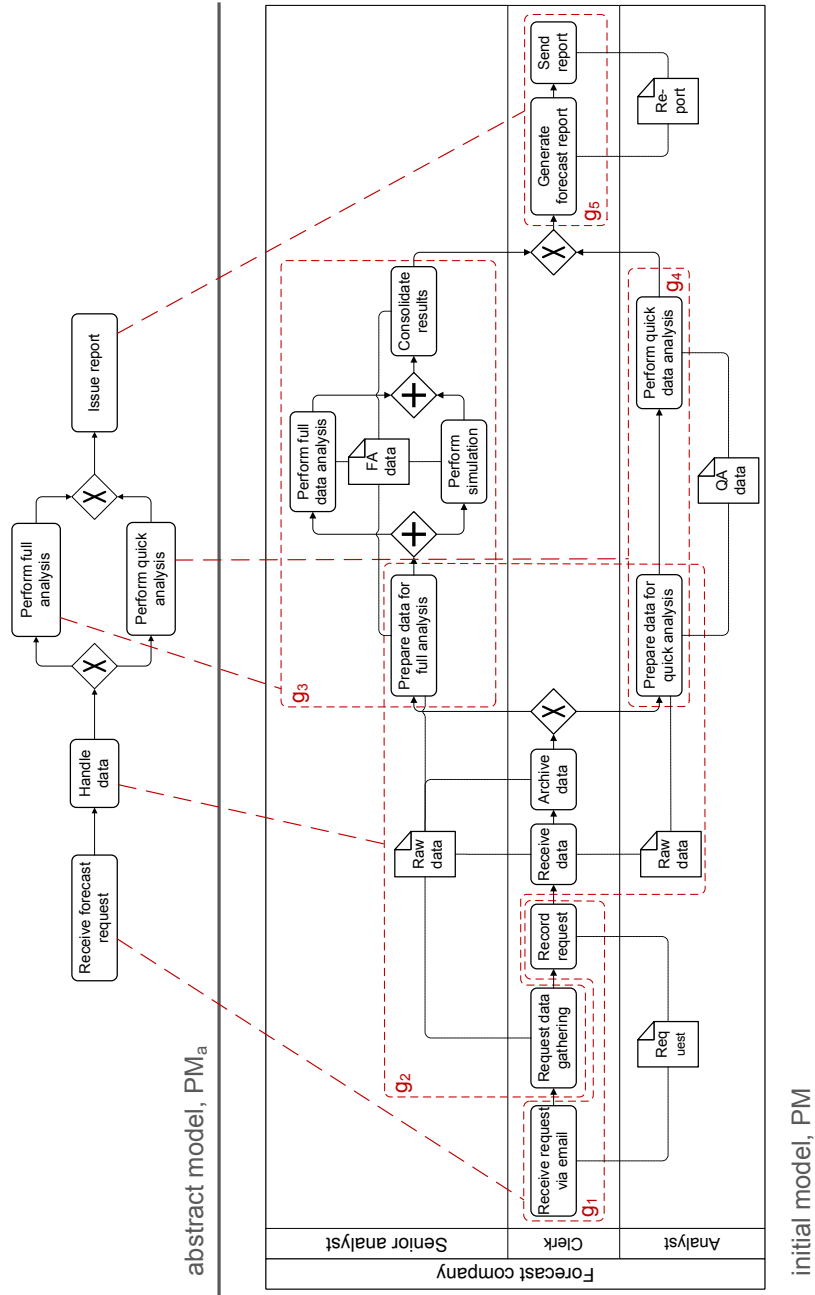 abstract model, PMa
Receive forecast
request
Handle
data
X
Perform full
analysis
Perform quick
analysis
X
Issue report
Forecast company
Senior analyst
Clerk
Analyst
g1
Receive request
via email
g2
Request data
gathering
Record
request
Req
uest
Receive
data
Archive
data
Raw
data
Raw
data
X
g3
Prepare data for
full analysis
Perform full
data analysis
FA
data
Perform
simulation
Consolidate
results
Prepare data for
quick analysis
Perform quick
data analysis
g4
QA
data
X
g5
Generate
forecast report
Send
report
Re-
port
initial model, PM